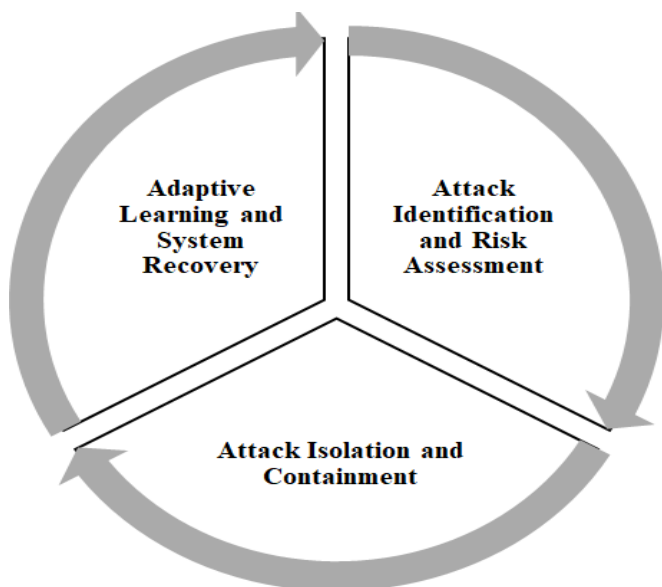 Adaptive
Learning and
System
Recovery
Attack
Identification
and Risk
Assessment
Attack Isolation and
Containment